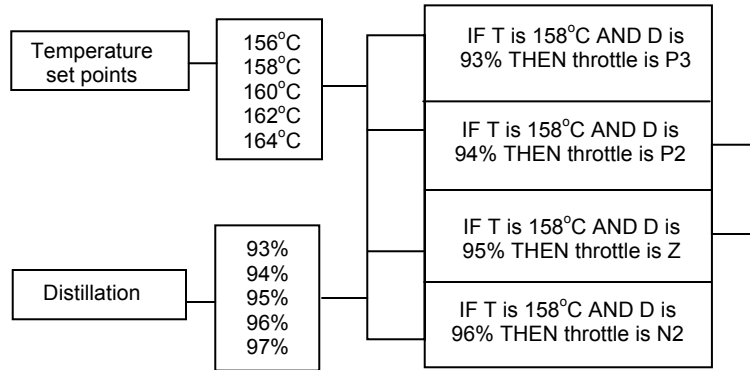 Temperature
set points
156°C
158°C
160°C
162°C
164°C
IF T is 158°C AND D is
93% THEN throttle is P3
IF T is 158°C AND D is
94% THEN throttle is P2
IF T is 158°C AND D is
95% THEN throttle is Z
IF T is 158°C AND D is
96% THEN throttle is N2
Distillation
93%
94%
95%
96%
97%